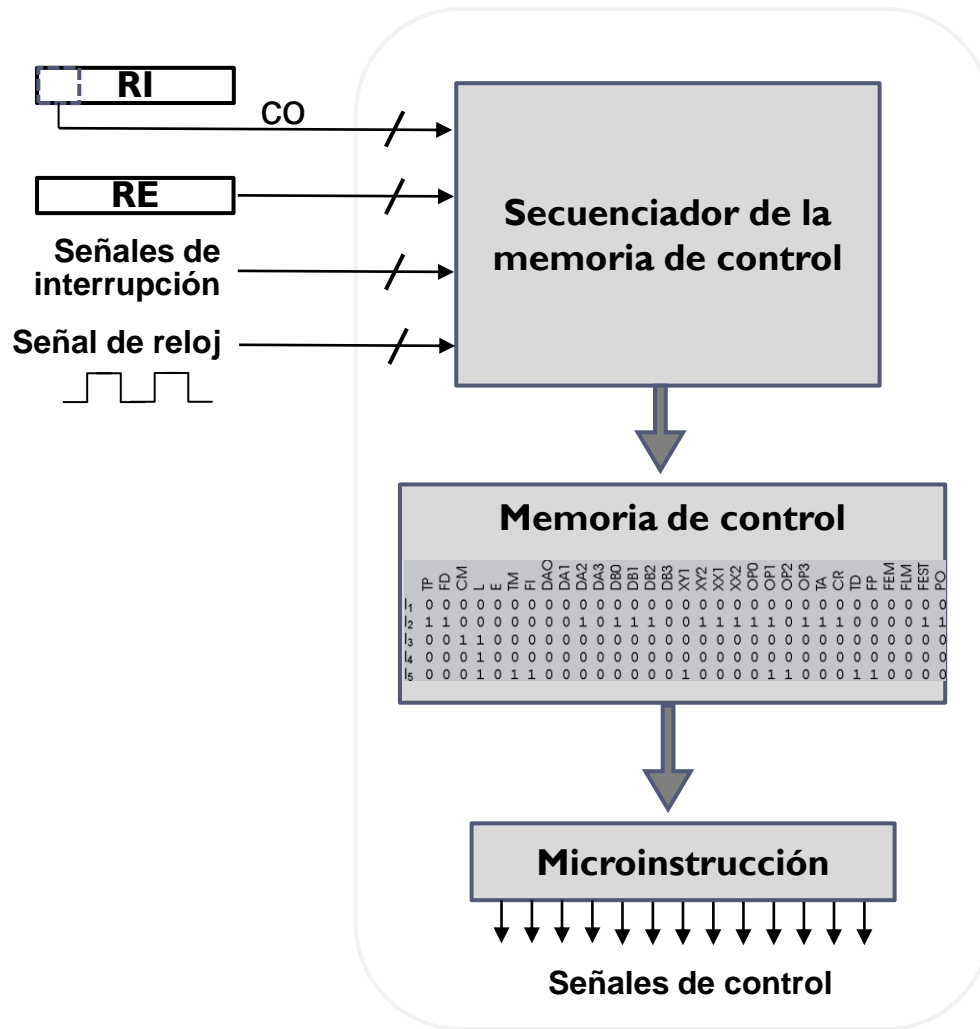 RI
CO
RE
Señales de
interrupción
Señal de reloj
Secuenciador de la
memoria de control
Memoria de control
TP FD CM L E TM FI DAO DA1 DA2 DA3 DB0 DB1 DB2 DB3 XY1 XY2 XX1 XX2 OP0 OP1 OP2 OP3 TA CR TD FP FEM FLM FEST PO
I1 0 0 0 0 0 0 0 0 0 0 0 0 0 0 0 0 0 0 0 0 0 0 0 0 0 0 0 0 0 0 0
I2 1 1 0 0 0 0 0 0 0 1 0 1 1 1 0 0 1 1 1 1 1 0 1 1 1 0 0 0 0 1 1
I3 0 0 1 1 0 0 0 0 0 0 0 0 0 0 0 0 0 0 0 0 0 0 0 0 0 0 0 0 0 0 0
I4 0 0 0 1 0 0 0 0 0 0 0 0 0 0 0 0 0 0 0 0 0 0 0 0 0 0 0 0 0 0 0
I5 0 0 0 1 0 1 1 0 0 0 0 0 0 0 0 1 0 0 0 0 1 1 0 0 0 1 1 0 0 0 0
Microinstrucción
Señales de control